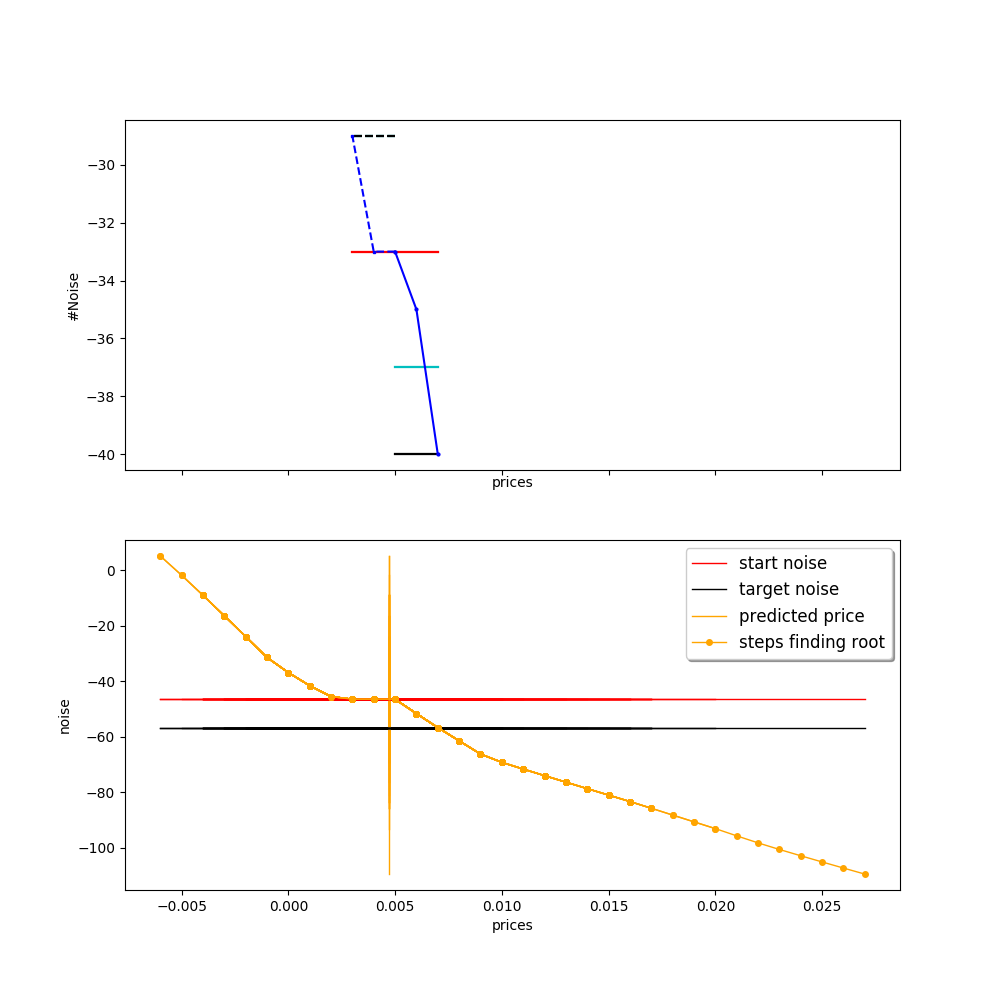 −30
−32
−34
−36
−38
−40
#Noise
prices
0
−20
−40
−60
−80
−100
noise
start noise
target noise
predicted price
steps finding root
−0.005 0.000 0.005 0.010 0.015 0.020 0.025
prices